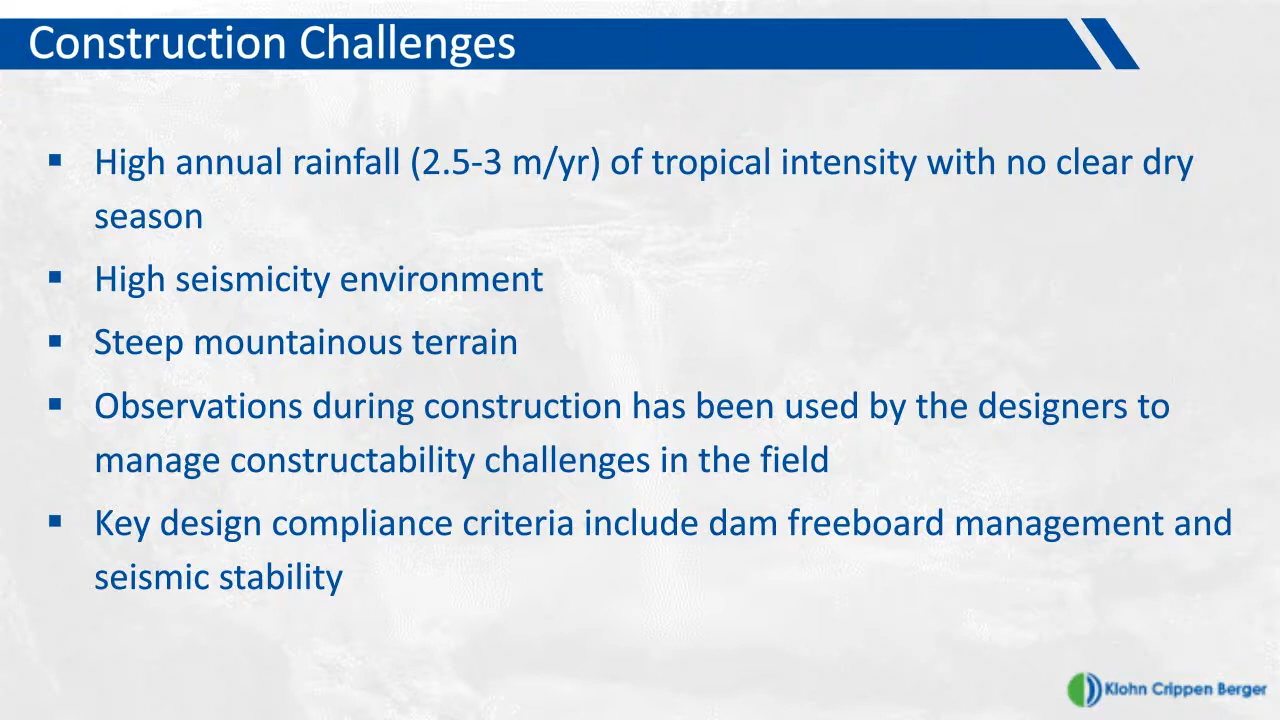 Construction Challenges
▪ High annual rainfall (2.5-3 m/yr) of tropical intensity with no clear dry
season
▪ High seismicity environment
▪ Steep mountainous terrain
▪ Observations during construction has been used by the designers to
manage constructability challenges in the field
▪ Key design compliance criteria include dam freeboard management and
seismic stability
Klohn Crippen Berger